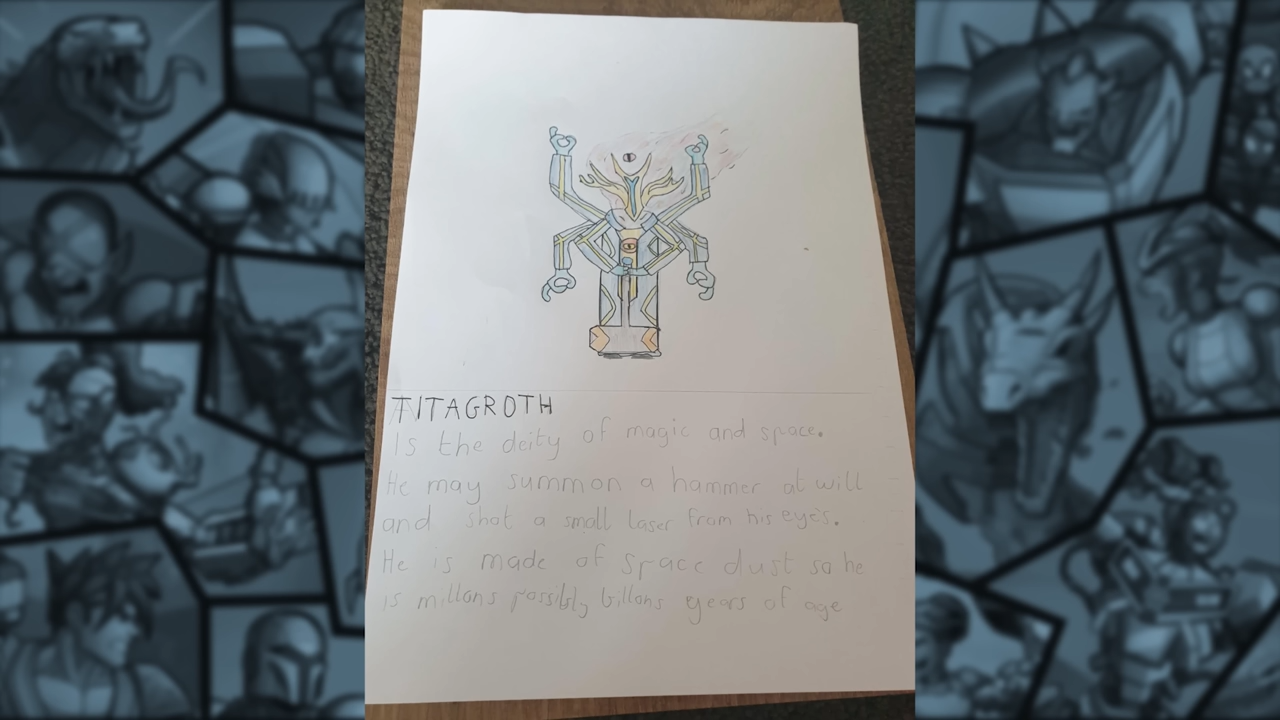 TITAGROTH
Is the deity of magic and space.
He may summon a hammer at will
and shot a small laser from his eye's.
He is made of space dust so he
is millons possibly billons years of age